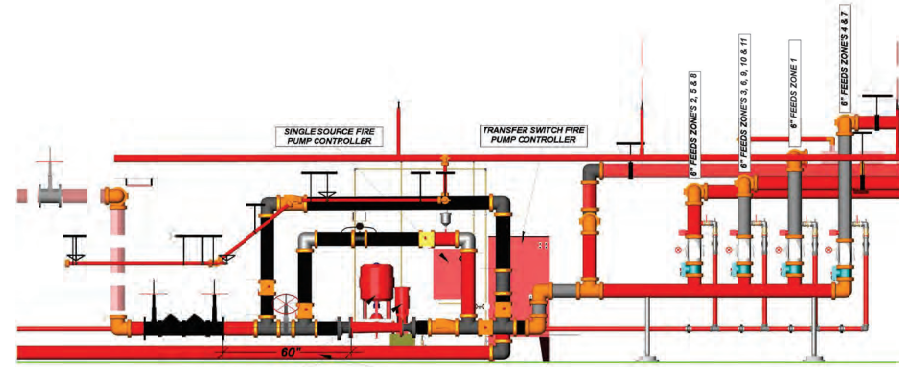 SINGLE SOURCE FIRE
PUMP CONTROLLER
TRANSFER SWITCH FIRE
PUMP CONTROLLER
6" FEEDS ZONE'S 2, 5 & 8
6" FEEDS ZONE'S 3, 6, 9, 10 & 11
6" FEEDS ZONE 1
6" FEEDS ZONE'S 4 & 7
60"